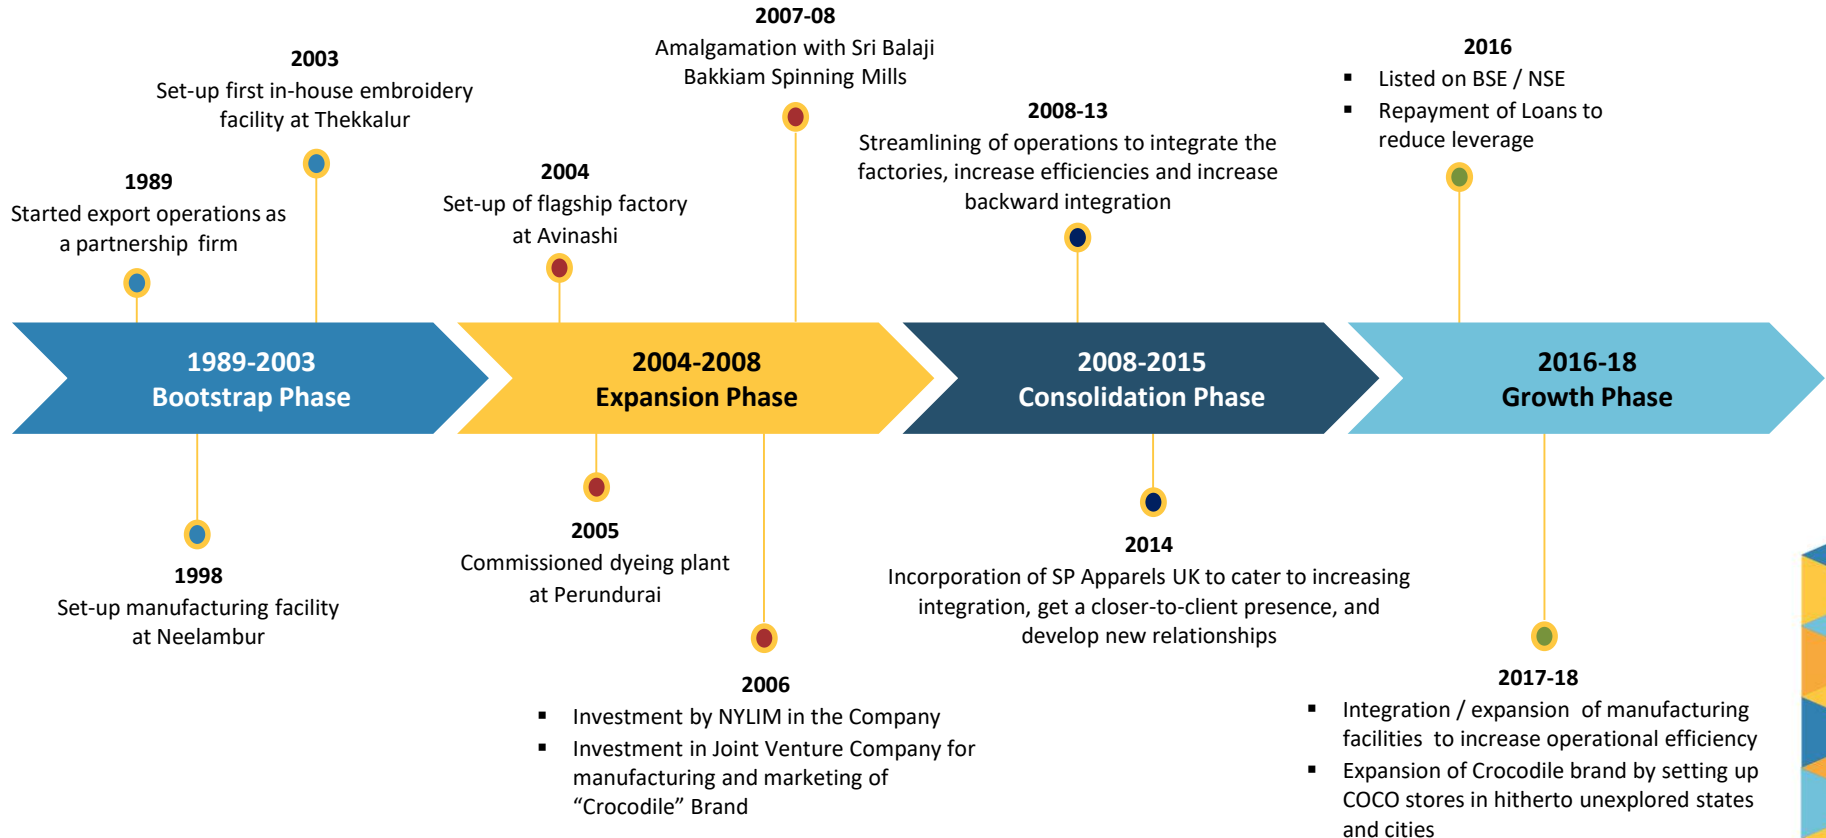 2007-08
Amalgamation with Sri Balaji
Bakkiam Spinning Mills
2003
Set-up first in-house embroidery
facility at Thekkalur
2016
▪ Listed on BSE / NSE
▪ Repayment of Loans to
reduce leverage
2008-13
Streamlining of operations to integrate the
factories, increase efficiencies and increase
backward integration
1989
Started export operations as
a partnership firm
2004
Set-up of flagship factory
at Avinashi
1989-2003
Bootstrap Phase
2004-2008
Expansion Phase
2008-2015
Consolidation Phase
2016-18
Growth Phase
1998
Set-up manufacturing facility
at Neelambur
2005
Commissioned dyeing plant
at Perundurai
2014
Incorporation of SP Apparels UK to cater to increasing
integration, get a closer-to-client presence, and
develop new relationships
2006
▪ Investment by NYLIM in the Company
▪ Investment in Joint Venture Company for
manufacturing and marketing of
“Crocodile” Brand
2017-18
▪ Integration / expansion of manufacturing
facilities to increase operational efficiency
▪ Expansion of Crocodile brand by setting up
COCO stores in hitherto unexplored states
and cities